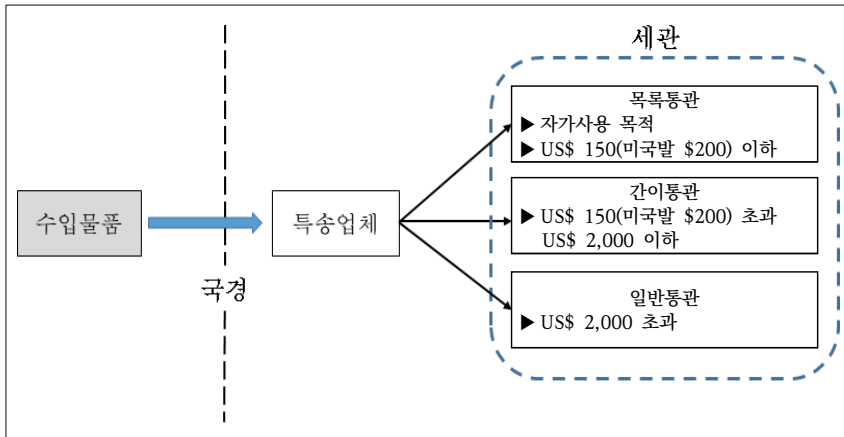 세관
목록통관
▶ 자가사용 목적
▶ US$ 150(미국발 $200) 이하
수입물품
특송업체
간이통관
▶ US$ 150(미국발 $200) 초과
US$ 2,000 이하
국경
일반통관
▶ US$ 2,000 초과